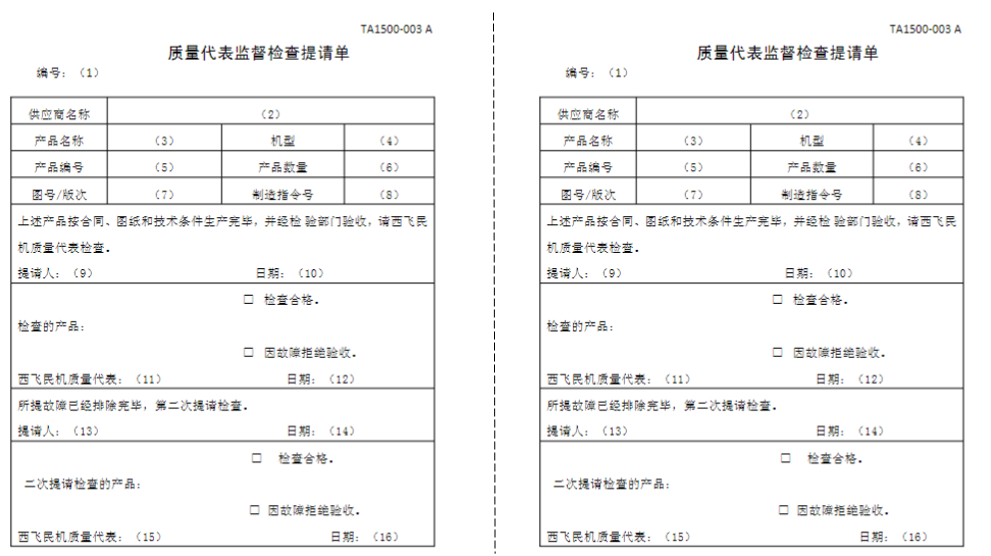 TA1500-003 A
质量代表监督检查提请单
编号：（1）
供应商名称 （2）
产品名称 （3） 机型 （4）
产品编号 （5） 产品数量 （6）
图号/版次 （7） 制造指令号 （8）
上述产品按合同、图纸和技术条件生产完毕，并经检 验部门验收，请西飞民
机质量代表检查．
提请人：（9） 日期：（10）
□ 检查合格．
检查的产品：
□ 因故障拒绝验收．
西飞民机质量代表：（11） 日期：（12）
所提故障已经排除完毕，第二次提请检查．
提请人：（13） 日期：（14）
□ 检查合格．
二次提请检查的产品：
□ 因故障拒绝验收．
西飞民机质量代表：（15） 日期：（16）
TA1500-003 A
质量代表监督检查提请单
编号：（1）
供应商名称 （2）
产品名称 （3） 机型 （4）
产品编号 （5） 产品数量 （6）
图号/版次 （7） 制造指令号 （8）
上述产品按合同、图纸和技术条件生产完毕，并经检 验部门验收，请西飞民
机质量代表检查．
提请人：（9） 日期：（10）
□ 检查合格．
检查的产品：
□ 因故障拒绝验收．
西飞民机质量代表：（11） 日期：（12）
所提故障已经排除完毕，第二次提请检查．
提请人：（13） 日期：（14）
□ 检查合格．
二次提请检查的产品：
□ 因故障拒绝验收．
西飞民机质量代表：（15） 日期：（16）